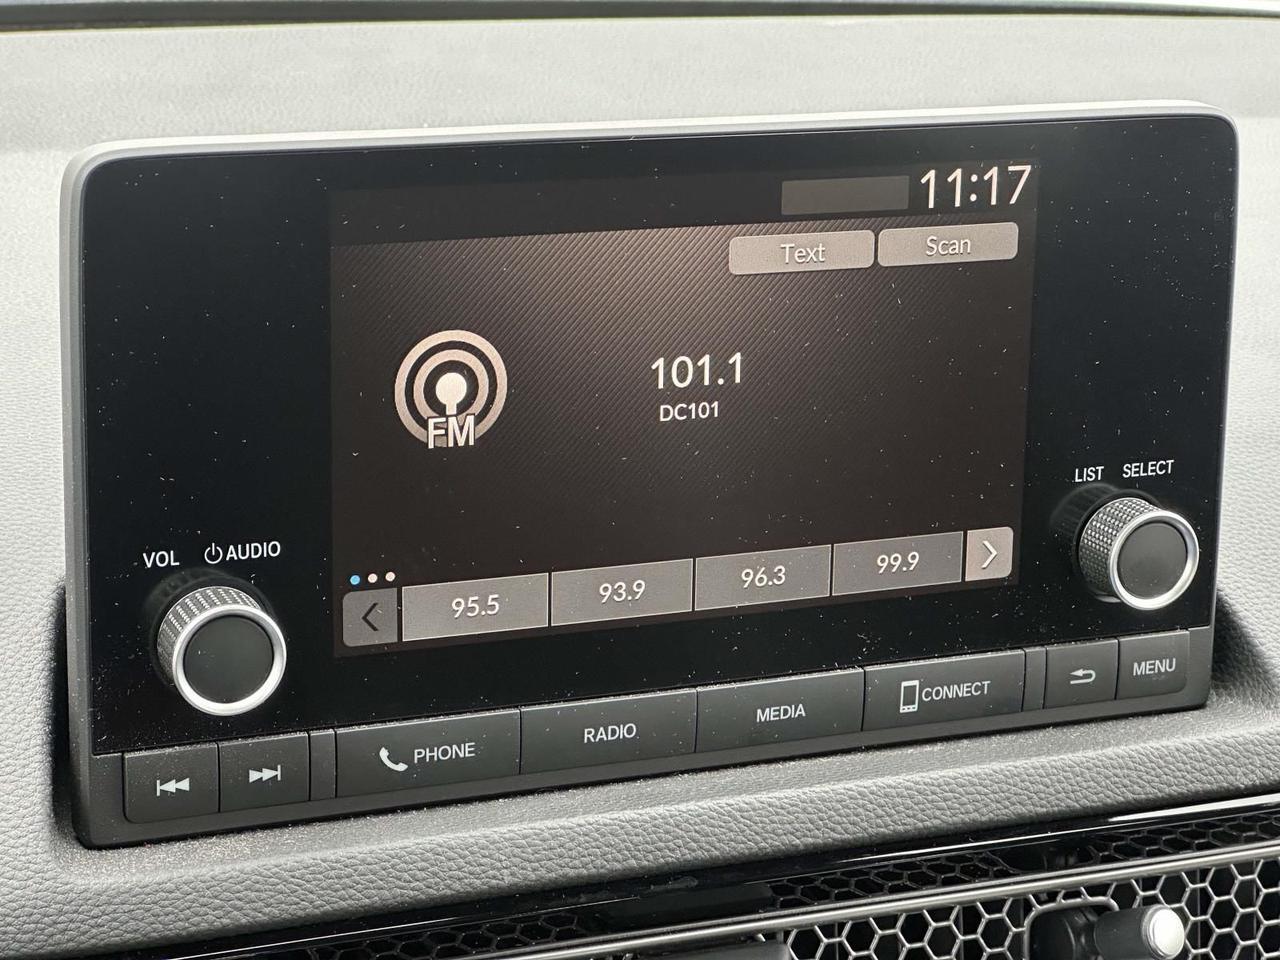 11:17
Text Scan
FM
101.1
DC101
LIST SELECT
VOL AUDIO
95.5 93.9 96.3 99.9
PHONE RADIO MEDIA CONNECT MENU